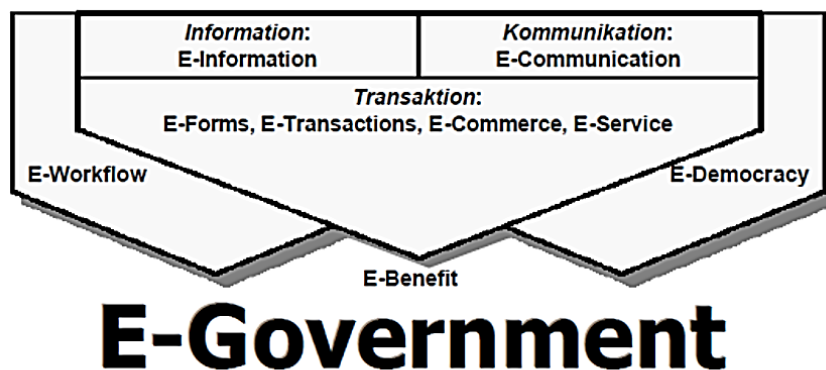 Information:
E-Information
Kommunikation:
E-Communication
Transaktion:
E-Forms, E-Transactions, E-Commerce, E-Service
E-Workflow
E-Democracy
E-Benefit
E-Government